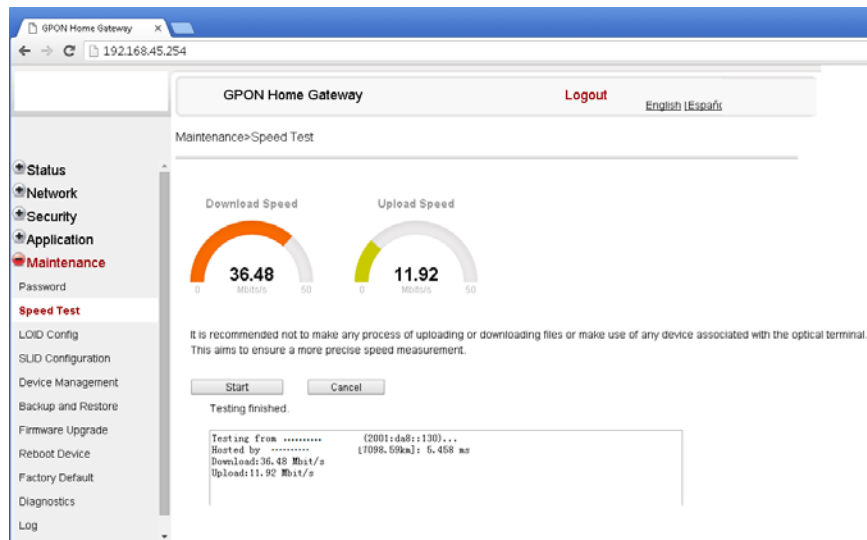 GPON Home Gateway
192.168.45.254
GPON Home Gateway
Logout
English |Españc
Maintenance>Speed Test
Status
Network
Security
Application
Maintenance
Password
Speed Test
LOID Config
SLID Configuration
Device Management
Backup and Restore
Firmware Upgrade
Reboot Device
Factory Default
Diagnostics
Log
Download Speed
36.48
0 Mbits/s 50
Upload Speed
11.92
0 Mbits/s 50
It is recommended not to make any process of uploading or downloading files or make use of any device associated with the optical terminal.
This aims to ensure a more precise speed measurement.
Start Cancel
Testing finished.
Testing from .......... (2001:da8::130)...
Hosted by ---------- [7098.59km]: 5.458 ms
Download:36.48 Mbit/s
Upload:11.92 Mbit/s